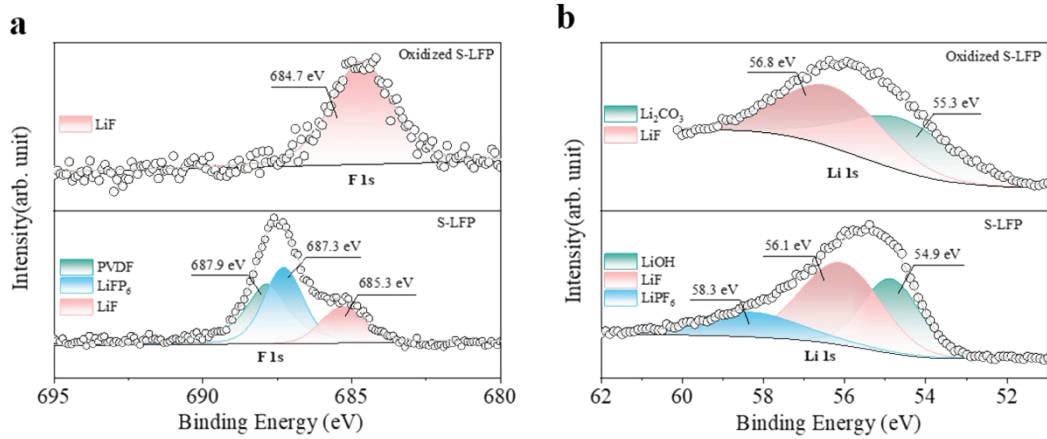 a
Oxidized S-LFP
684.7 eV
LiF
F 1s
S-LFP
687.3 eV
687.9 eV
685.3 eV
PVDF
LiFP₆
LiF
F 1s
695
690
685
680
Binding Energy (eV)
Intensity(arb. unit)
b
Oxidized S-LFP
56.8 eV
55.3 eV
Li₂CO₃
LiF
Li 1s
S-LFP
56.1 eV
54.9 eV
58.3 eV
LiOH
LiF
LiPF₆
Li 1s
62
60
58
56
54
52
Binding Energy (eV)
Intensity(arb. unit)